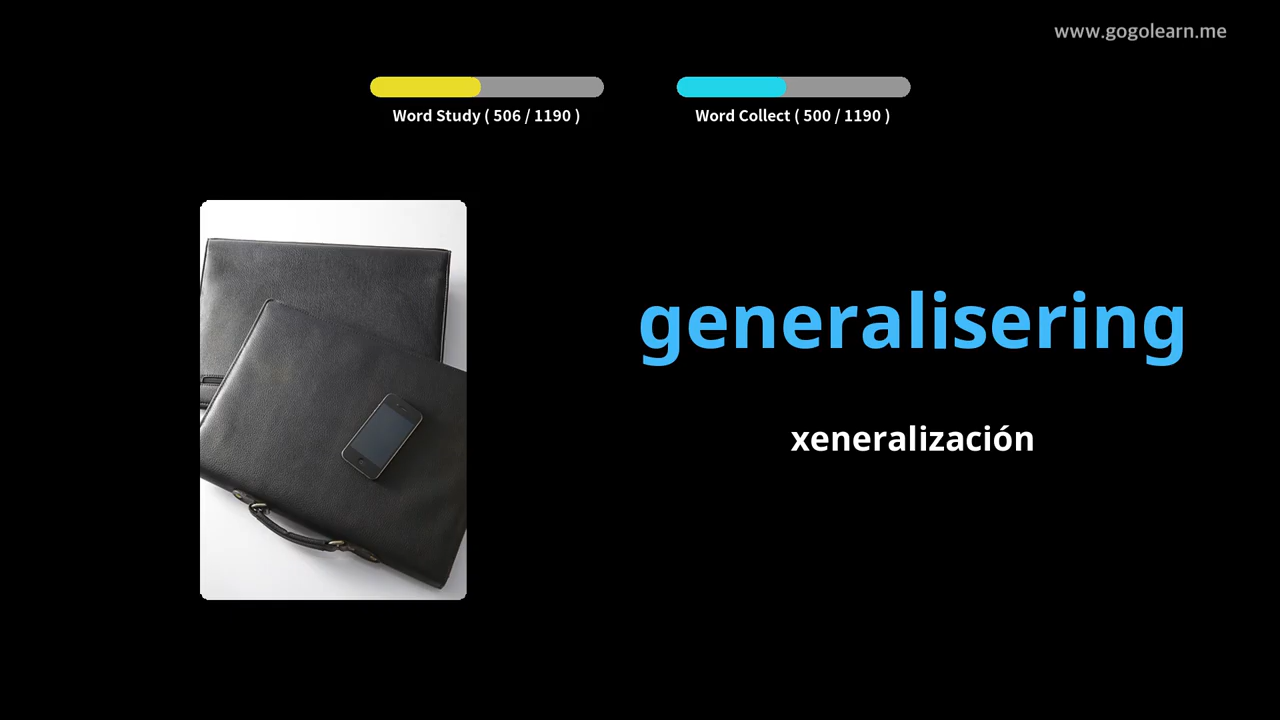 www.gogolearn.me
Word Study ( 506 / 1190 )
Word Collect ( 500 / 1190 )
generalisering
xeneralización